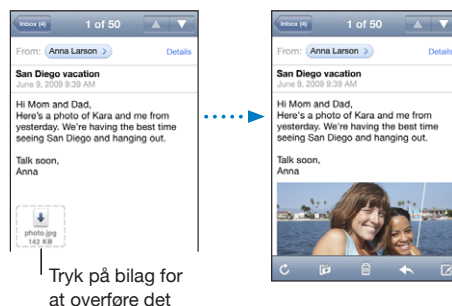 Inbox (4) 1 of 50
From: Anna Larson Details
San Diego vacation
June 9, 2009 9:39 AM
Hi Mom and Dad,
Here's a photo of Kara and me from
yesterday. We're having the best time
seeing San Diego and hanging out.
Talk soon,
Anna
photo.jpg
142 KB
Tryk på bilag for
at overføre det
Inbox (4) 1 of 50
From: Anna Larson Details
San Diego vacation
June 9, 2009 9:39 AM
Hi Mom and Dad,
Here's a photo of Kara and me from
yesterday. We're having the best time
seeing San Diego and hanging out.
Talk soon,
Anna